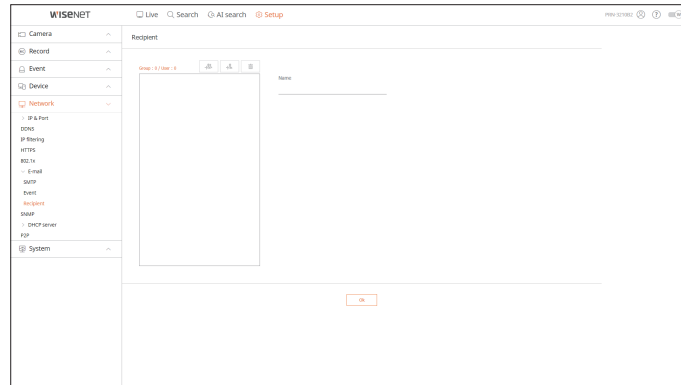 WISENET
Live Search AI search Setup
Camera
Record
Event
Device
Network
IP & Port
DDNS
IP filtering
HTTPS
802.1x
E-mail
SMTP
Event
Recipient
SNMP
DHCP server
P2P
System
Recipient
Name
Ok